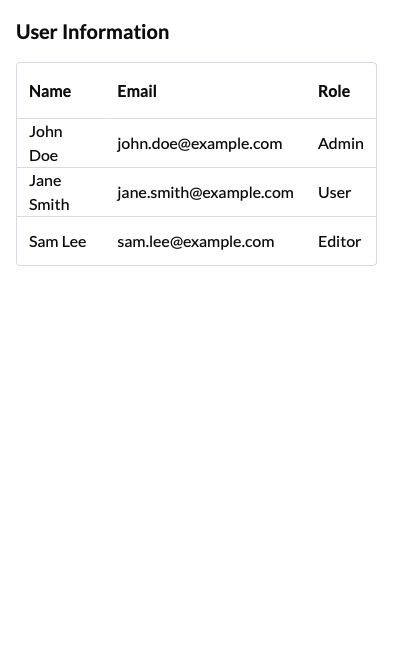 User Information
Name Email Role
John Doe john.doe@example.com Admin
Jane Smith jane.smith@example.com User
Sam Lee sam.lee@example.com Editor